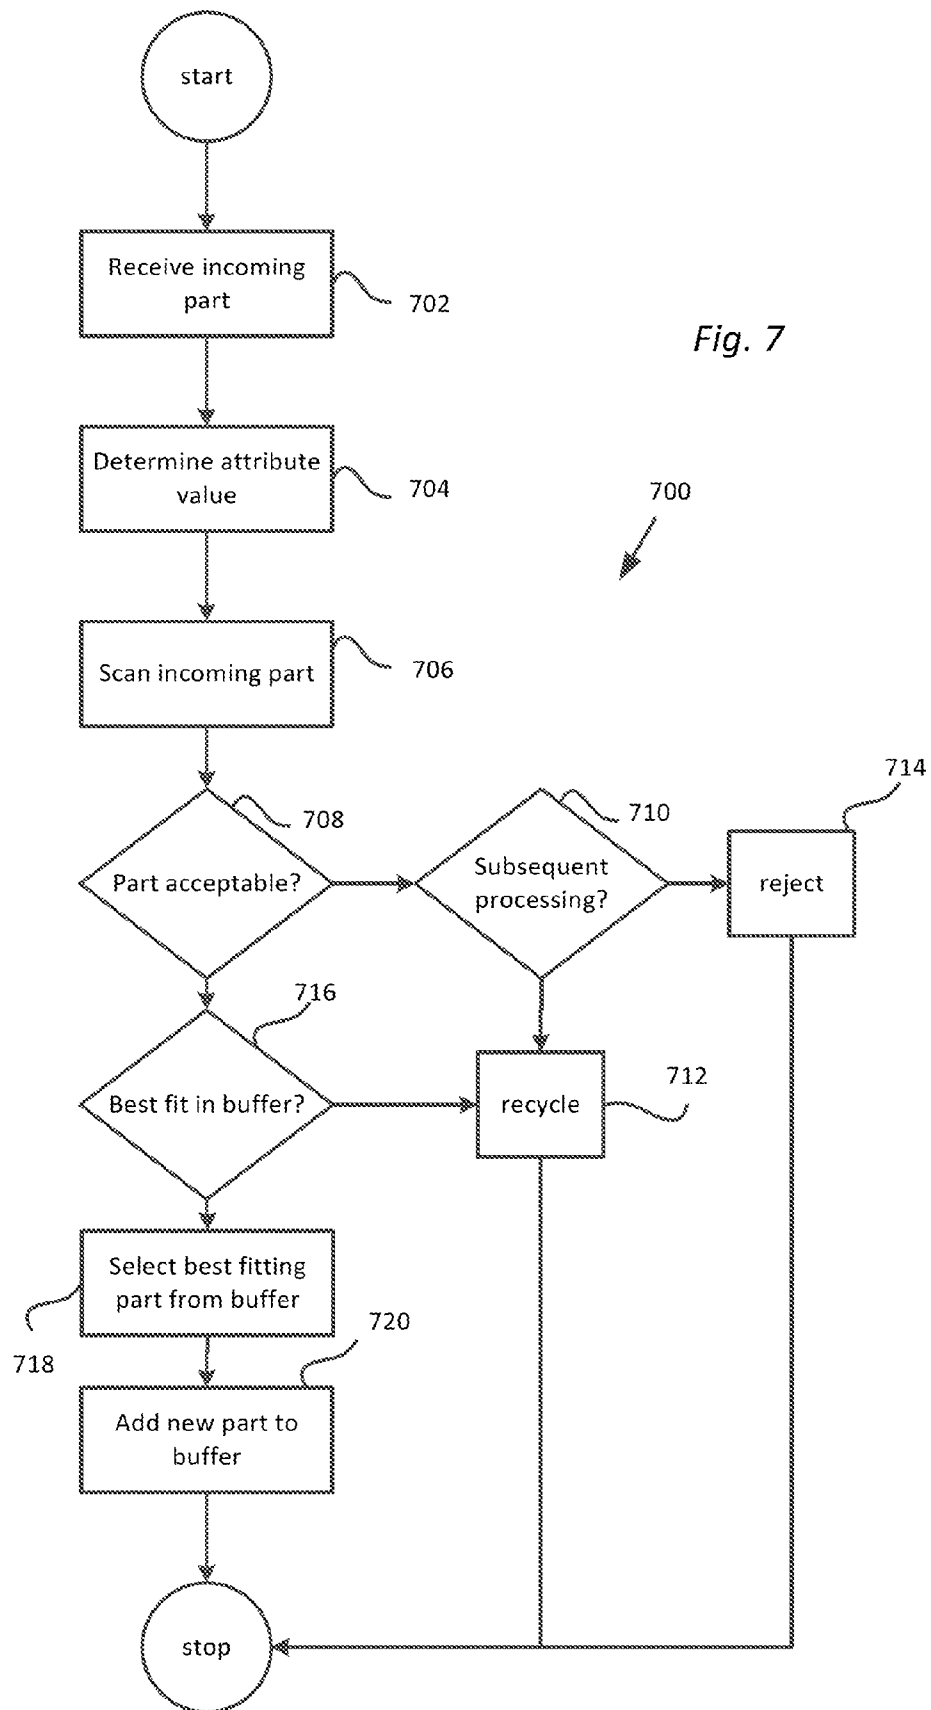 start
Receive incoming
part
702
Fig. 7
Determine attribute
value
704
700
Scan incoming part
706
714
708
710
Part acceptable?
Subsequent
processing?
reject
716
712
Best fit in buffer?
recycle
Select best fitting
part from buffer
718
720
Add new part to
buffer
stop